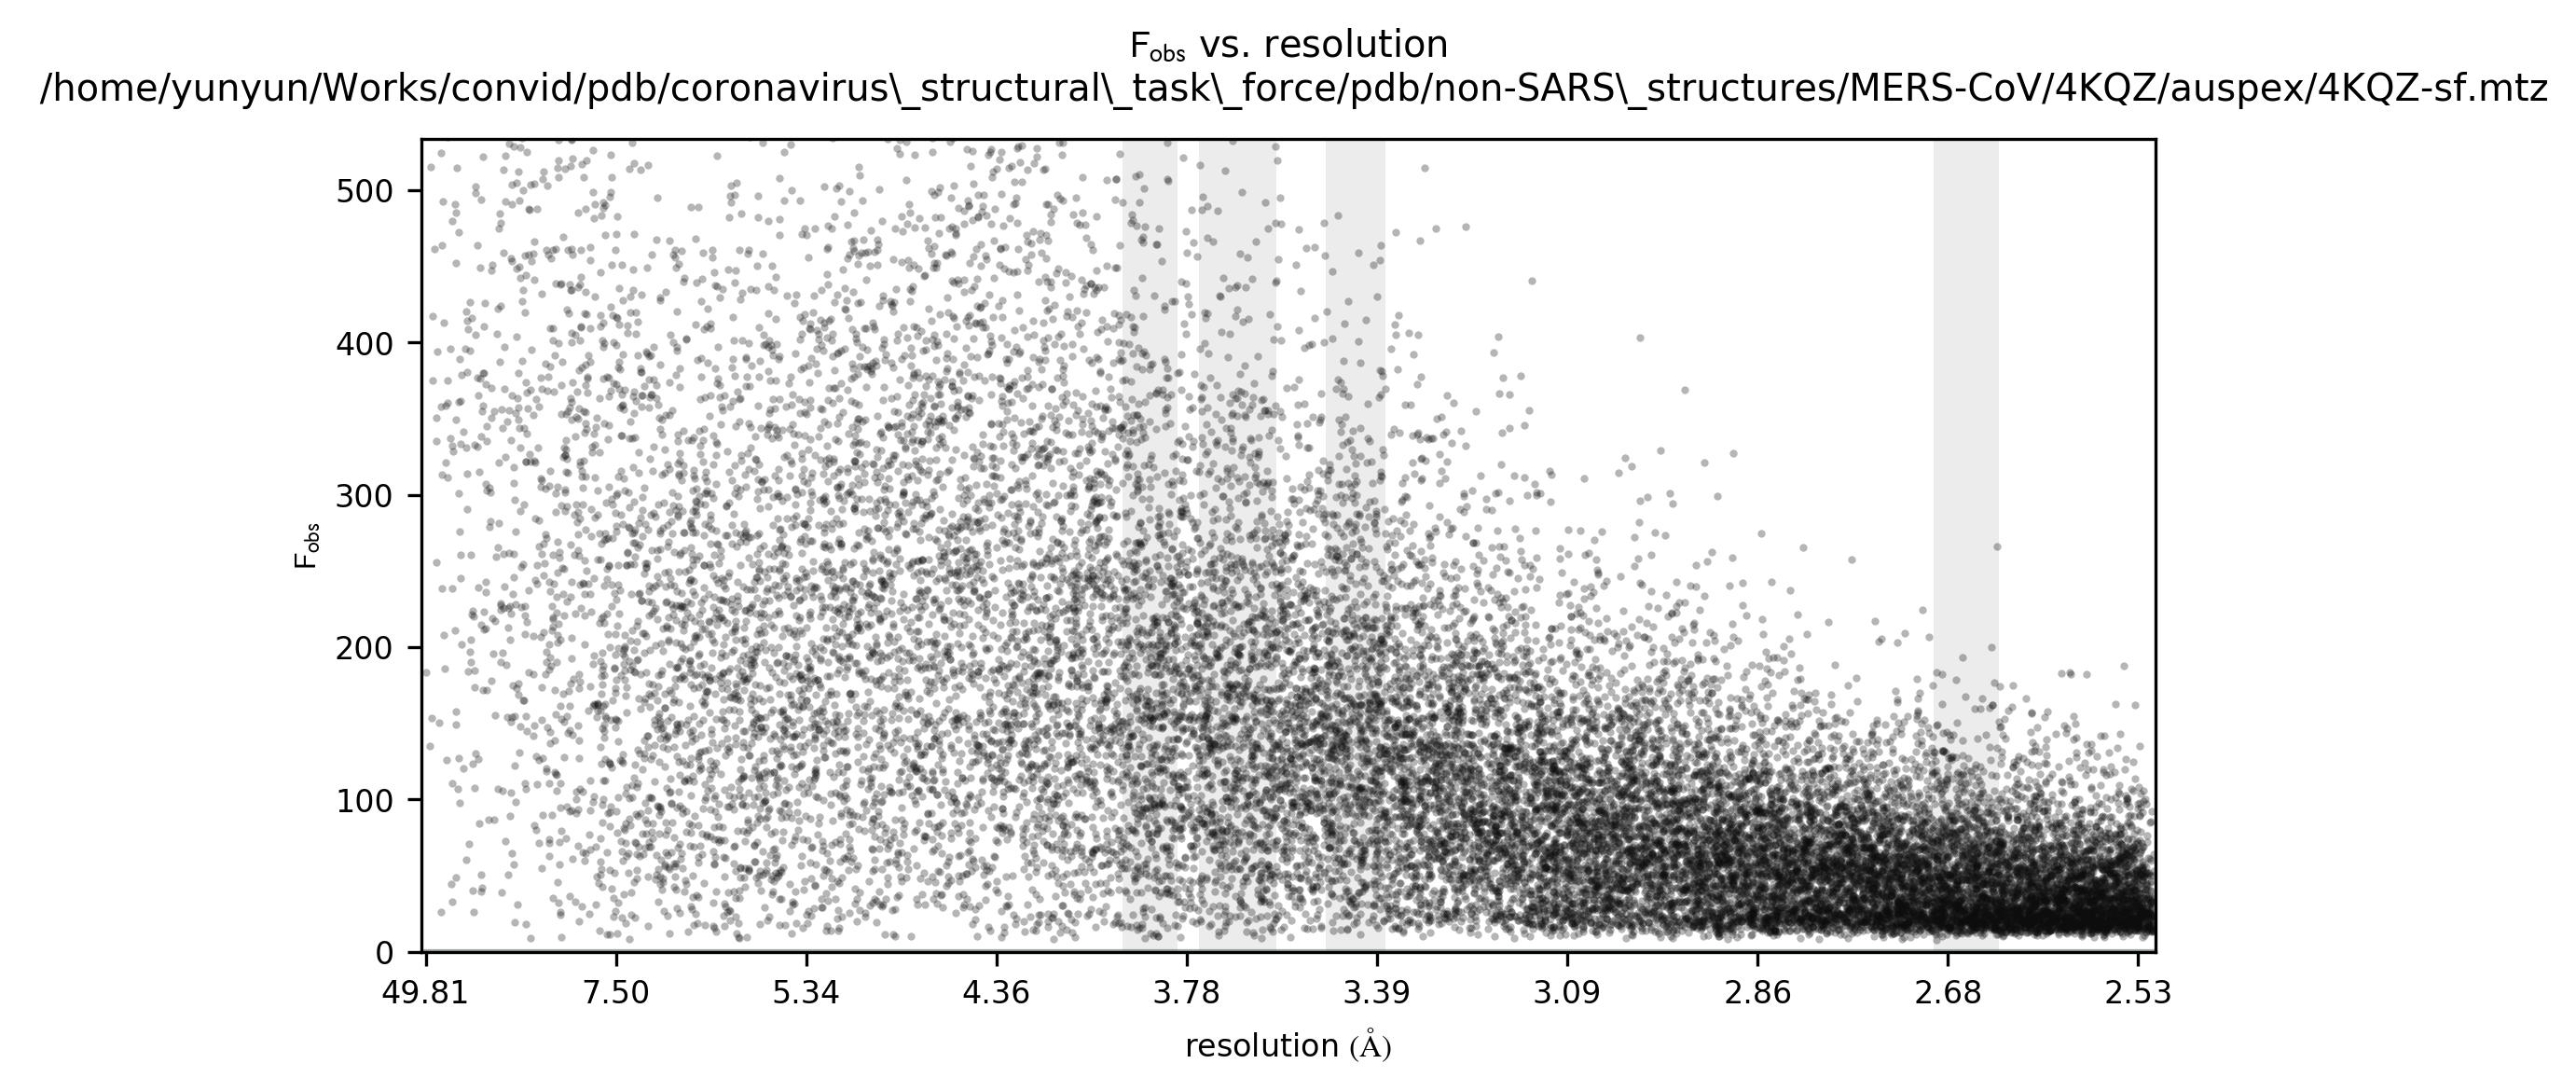 Fobs vs. resolution
/home/yunyun/Works/convid/pdb/coronavirus\_structural\_task\_force/pdb/non-SARS\_structures/MERS-CoV/4KQZ/auspex/4KQZ-sf.mtz
500
400
300
200
100
0
Fobs
49.81 7.50 5.34 4.36 3.78 3.39 3.09 2.86 2.68 2.53
resolution (Å)